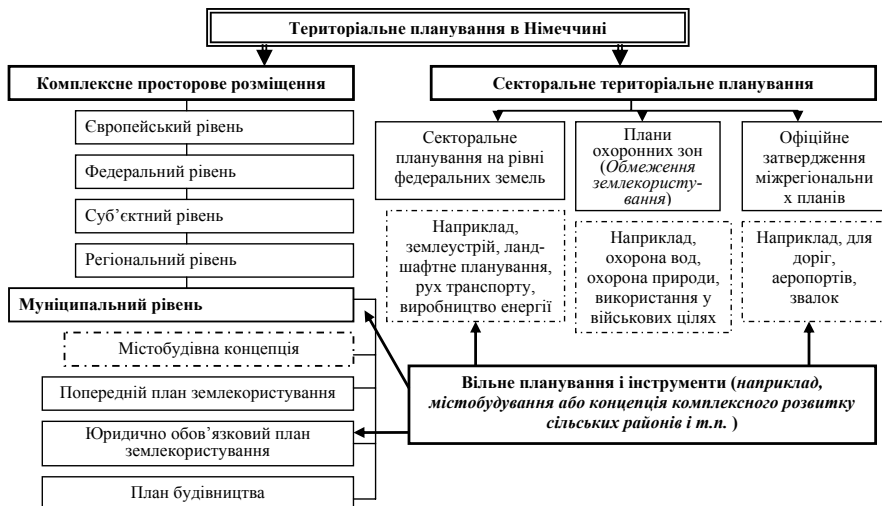 Територіальне планування в Німеччині
Комплексне просторове розміщення
Європейський рівень
Федеральний рівень
Суб’єктний рівень
Регіональний рівень
Муніципальний рівень
Містобудівна концепція
Попередній план землекористування
Юридично обов’язковий план
землекористування
План будівництва
Секторальне територіальне планування
Секторальне
планування на рівні
федеральних земель
Плани
охоронних зон
(Обмеження
землекористу-
вання)
Офіційне
затвердження
міжрегіональни
х планів
Наприклад,
землеустрій, ланд-
шафтне планування,
рух транспорту,
виробництво енергії
Наприклад,
охорона вод,
охорона природи,
використання у
військових цілях
Наприклад, для
доріг,
аеропортів,
звалок
Вільне планування і інструменти (наприклад,
містобудування або концепція комплексного розвитку
сільських районів і т.п. )